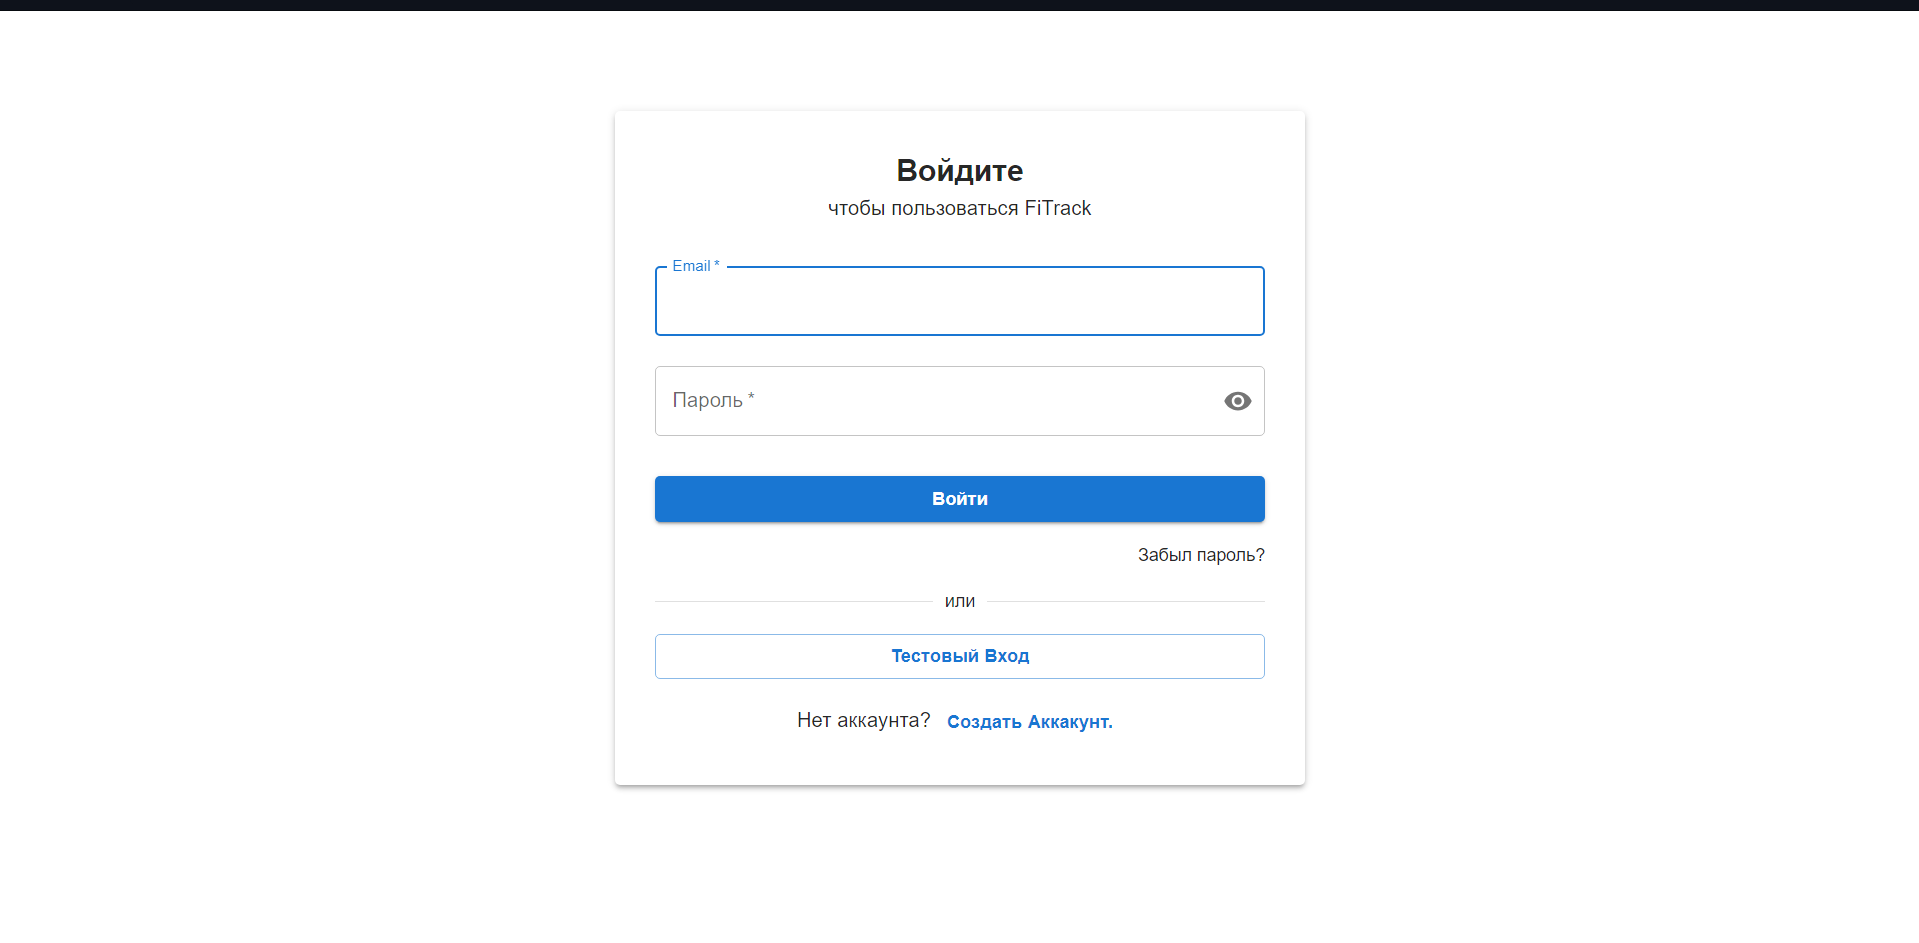 Войдите
чтобы пользоваться FiTrack
Email *
Пароль *
Войти
Забыл пароль?
или
Тестовый Вход
Нет аккаунта? Создать Аккакунт.